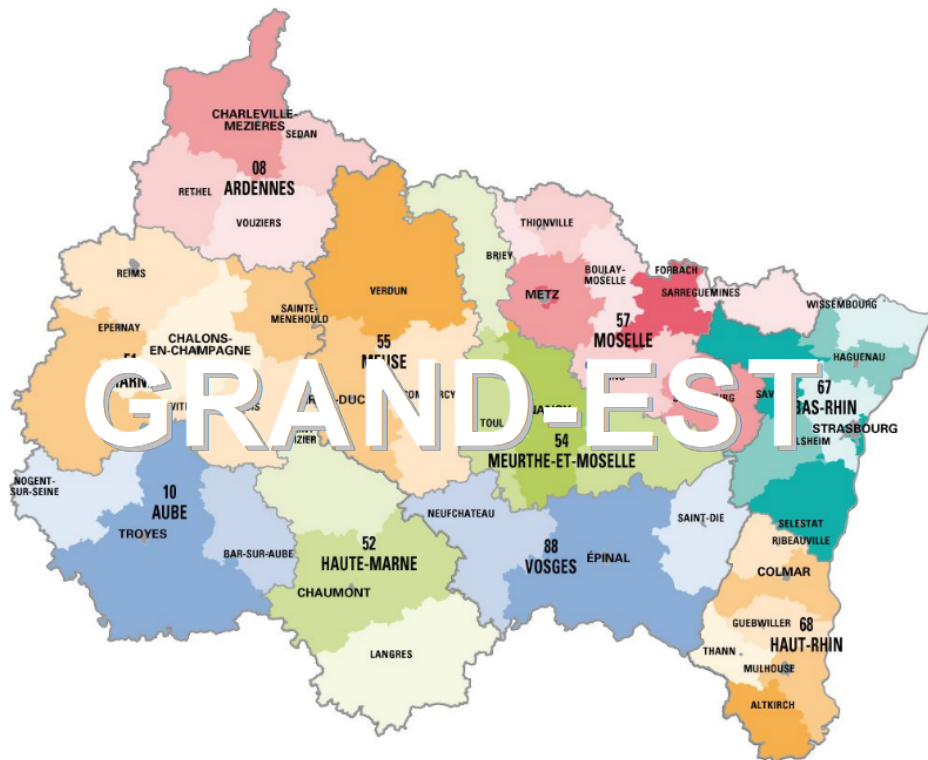 CHARLEVILLE-
MEZIÈRES
SEDAN
08
ARDENNES
RETHEL
VOUZIERS
THIONVILLE
BRIEY
BOULAY-
MOSELLE
FORBACH
SARREGUEMINES
WISSEMBOURG
REIMS
VERDUN
METZ
SAINTE-
MENEHOULD
EPERNAY
57
MOSELLE
CHALONS-
EN-CHAMPAGNE
55
MEUSE
HAGUENAU
67
BAS-RHIN
GRAND-EST
TOUL
STRASBOURG
54
MEURTHE-ET-MOSELLE
NOGENT-
SUR-SEINE
10
AUBE
TROYES
BAR-SUR-AUBE
NEUFCHATEAU
SAINT-DIE
SELESTAT
RIBEAUVILLE
52
HAUTE-MARNE
88
VOSGES
ÉPINAL
CHAUMONT
COLMAR
GUEBWILLER
68
HAUT-RHIN
LANGRES
THANN
MULHOUSE
ALTKIRCH